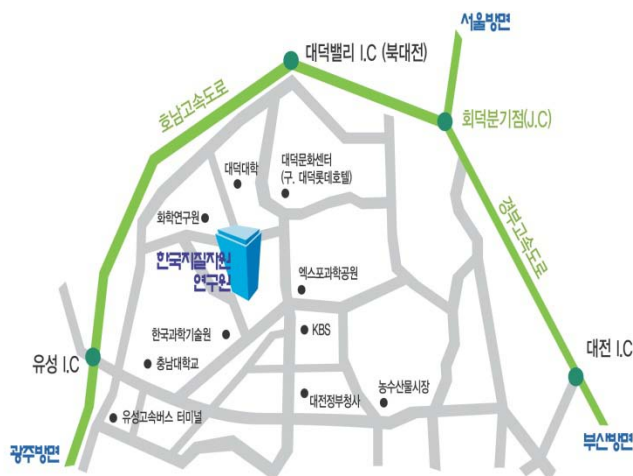 서울방면
대덕밸리 I.C (북대전)
호남고속도로
회덕분기점(J.C)
대덕문화센터
(구. 대덕롯데호텔)
대덕대학
화학연구원
경부고속도로
한국지질자원
연구원
엑스포과학공원
한국과학기술원
KBS
유성 I.C
충남대학교
대전 I.C
대전정부청사
농수산물시장
유성고속버스 터미널
광주방면
부산방면